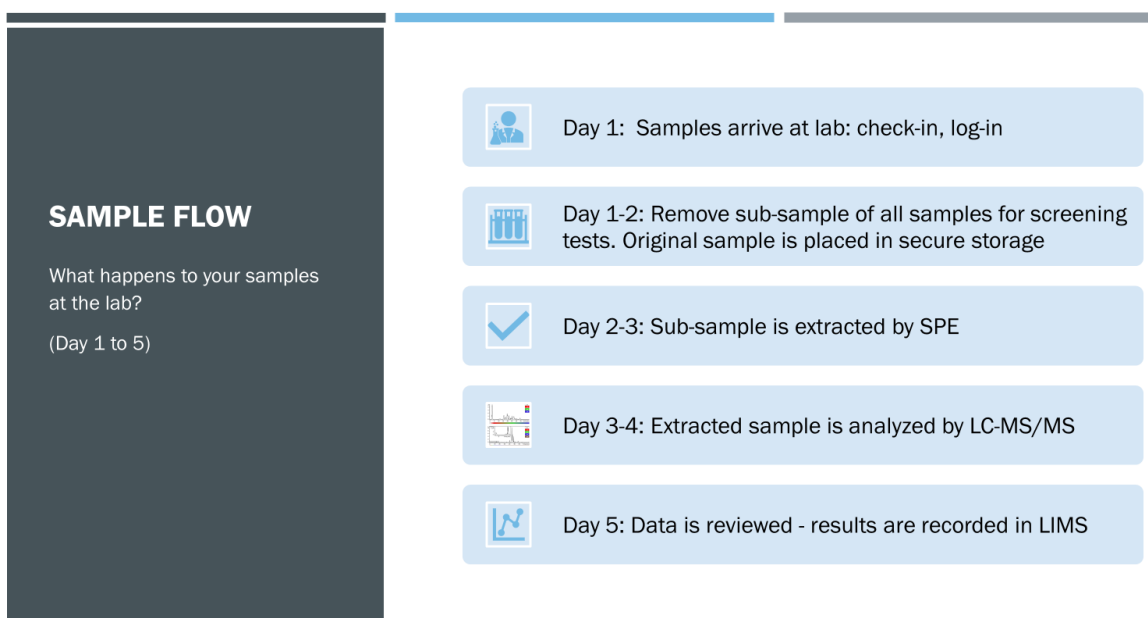 SAMPLE FLOW
What happens to your samples
at the lab?
(Day 1 to 5)
Day 1:  Samples arrive at lab: check-in, log-in
Day 1-2: Remove sub-sample of all samples for screening
tests. Original sample is placed in secure storage
Day 2-3: Sub-sample is extracted by SPE
Day 3-4: Extracted sample is analyzed by LC-MS/MS
Day 5: Data is reviewed - results are recorded in LIMS